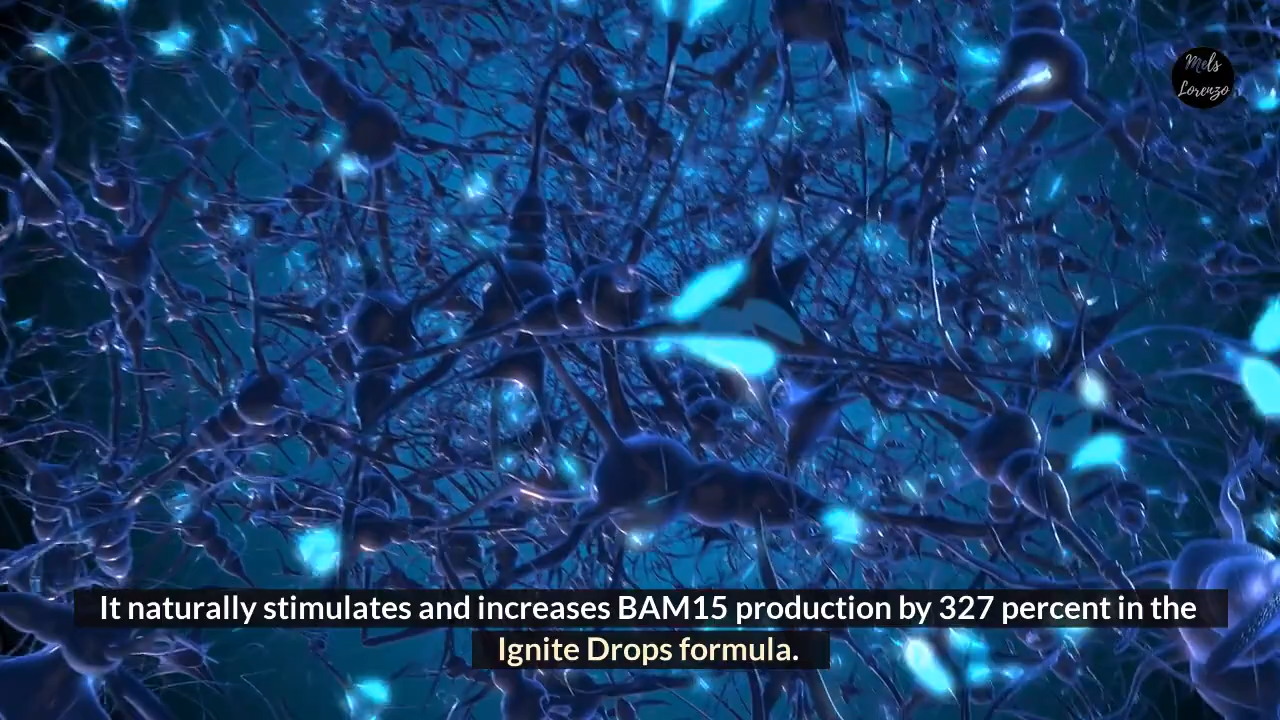 Mels
Lorenzo
It naturally stimulates and increases BAM15 production by 327 percent in the
Ignite Drops formula.